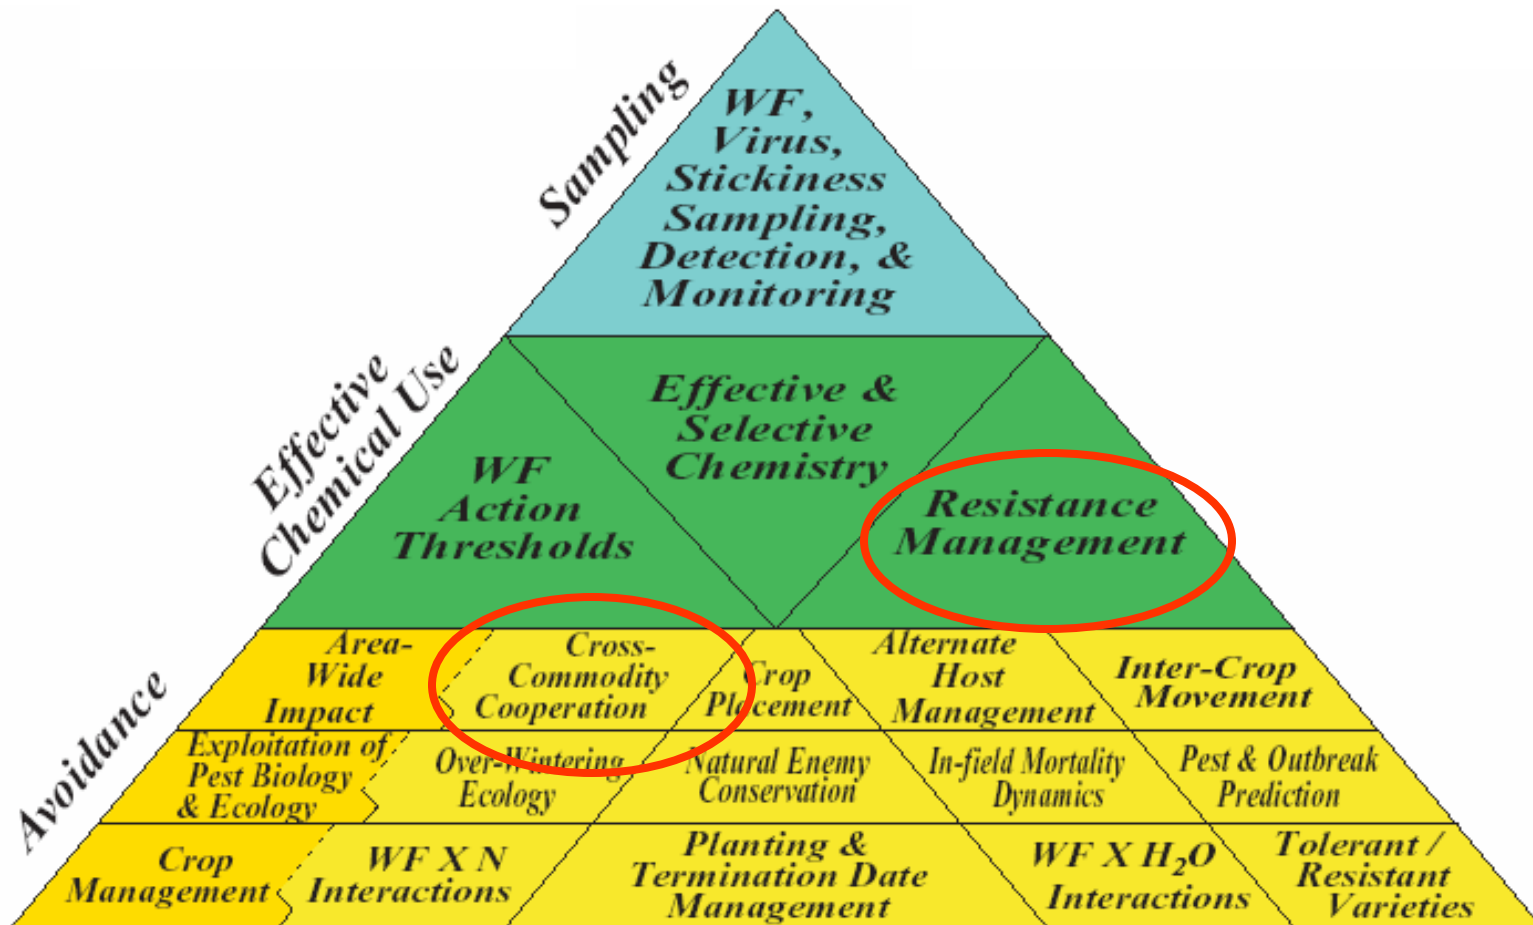 Sampling
WF,
Virus,
Stickiness
Sampling,
Detection, &
Monitoring
Effective
Chemical Use
WF
Action
Thresholds
Effective &
Selective
Chemistry
Resistance
Management
Avoidance
Area-
Wide
Impact
Cross-
Commodity
Cooperation
Crop
Placement
Alternate
Host
Management
Inter-Crop
Movement
Exploitation of
Pest Biology
& Ecology
Over-Wintering
Ecology
Natural Enemy
Conservation
In-field Mortality
Dynamics
Pest & Outbreak
Prediction
Crop
Management
WF X N
Interactions
Planting &
Termination Date
Management
WF X H₂O
Interactions
Tolerant /
Resistant
Varieties